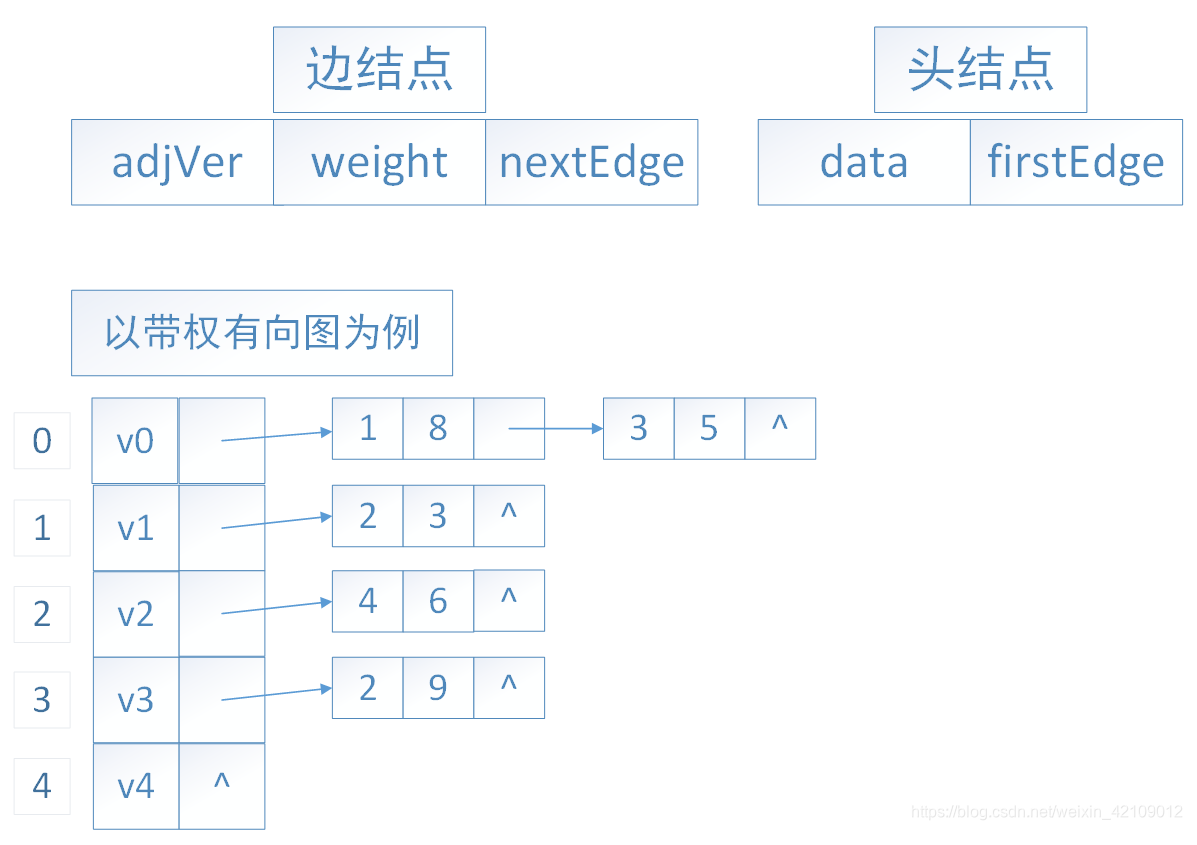 边结点 头结点
adjVer weight nextEdge data firstEdge
以带权有向图为例
0 v0 1 8 3 5 ^
1 v1 2 3 ^
2 v2 4 6 ^
3 v3 2 9 ^
4 v4 ^
https://blog.csdn.net/weixin_42109012